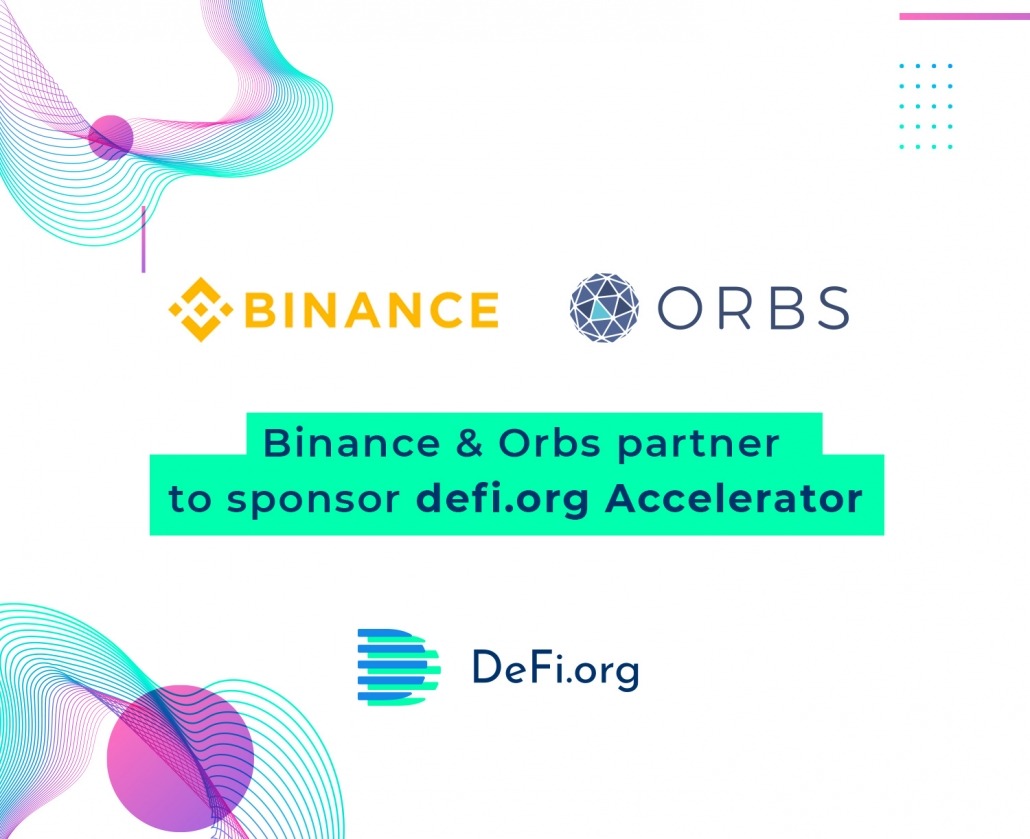 BINANCE
ORBS
Binance & Orbs partner
to sponsor defi.org Accelerator
DeFi.org